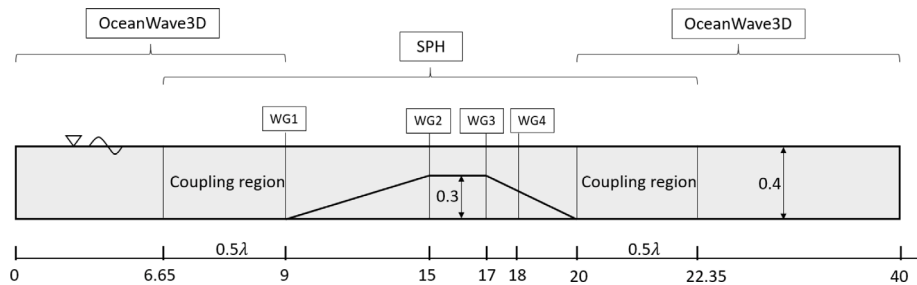 OceanWave3D
OceanWave3D
SPH
WG1
WG2
WG3
WG4
Coupling region
0.3
Coupling region
0.4
0.5λ
0.5λ
0
6.65
9
15
17
18
20
22.35
40